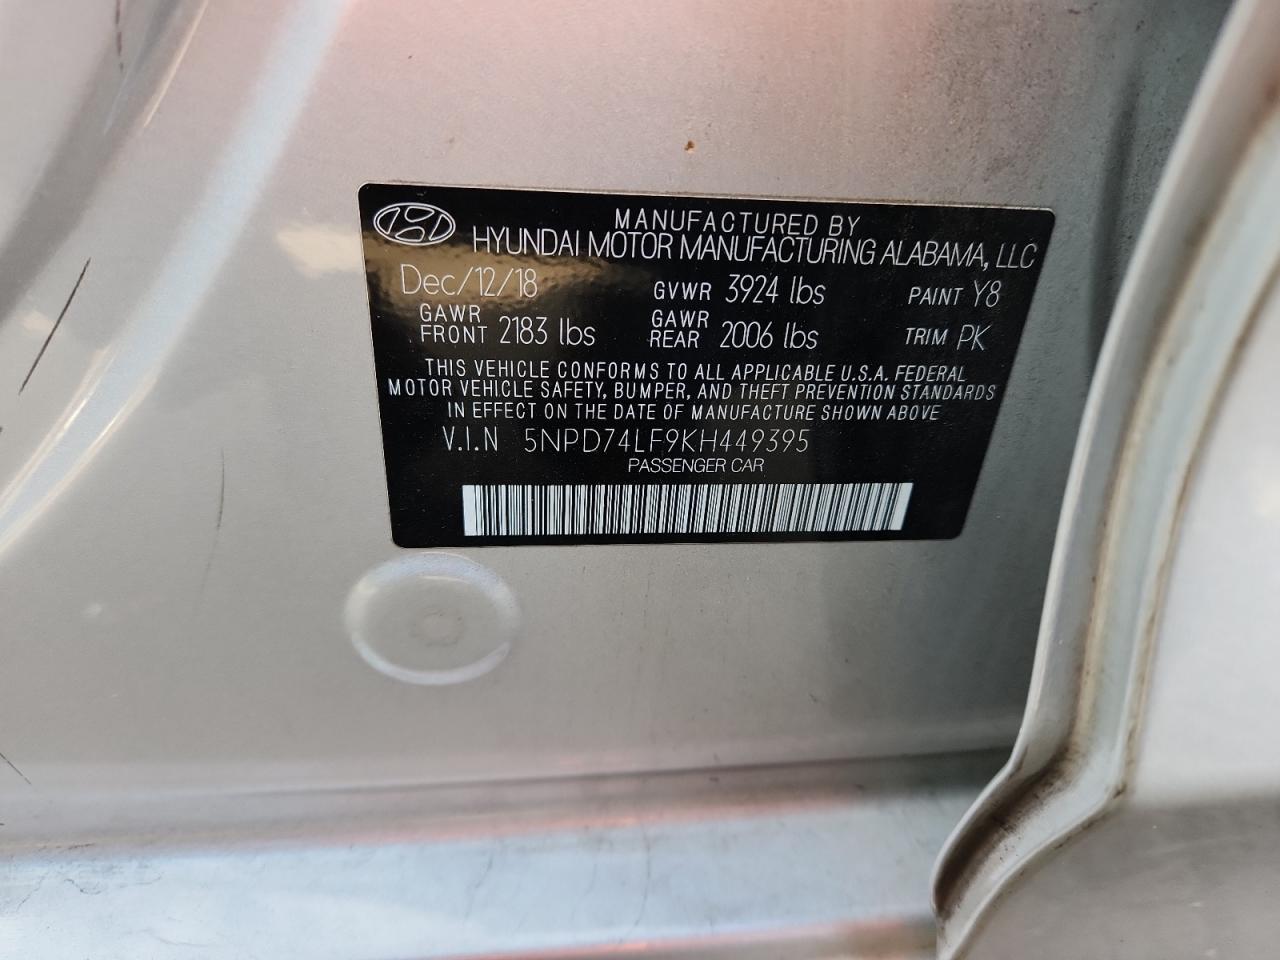 MANUFACTURED BY
HYUNDAI MOTOR MANUFACTURING ALABAMA, LLC
Dec/12/18 GVWR 3924 lbs PAINT Y8
GAWR FRONT 2183 lbs GAWR REAR 2006 lbs TRIM PK
THIS VEHICLE CONFORMS TO ALL APPLICABLE U.S.A. FEDERAL
MOTOR VEHICLE SAFETY, BUMPER, AND THEFT PREVENTION STANDARDS
IN EFFECT ON THE DATE OF MANUFACTURE SHOWN ABOVE
V.I.N 5NPD74LF9KH449395
PASSENGER CAR